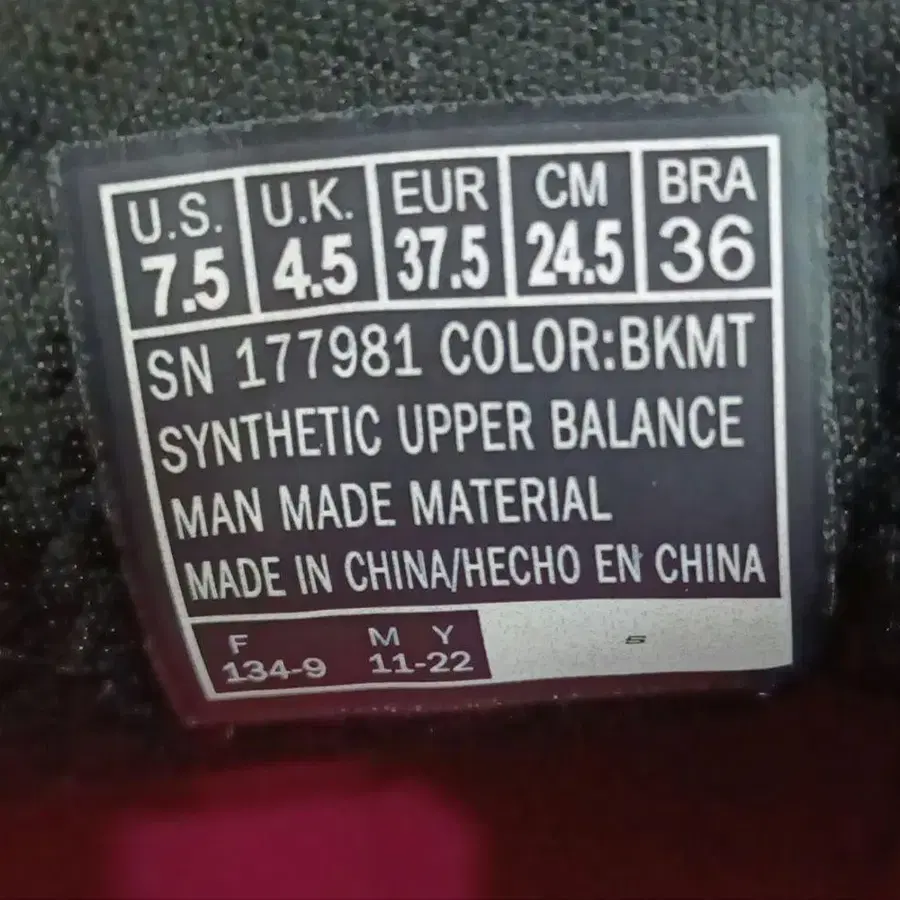 U.S. U.K. EUR CM BRA
7.5 4.5 37.5 24.5 36
SN 177981 COLOR:BKMT
SYNTHETIC UPPER BALANCE
MAN MADE MATERIAL
MADE IN CHINA/HECHO EN CHINA
F M Y
134-9 11-22
5